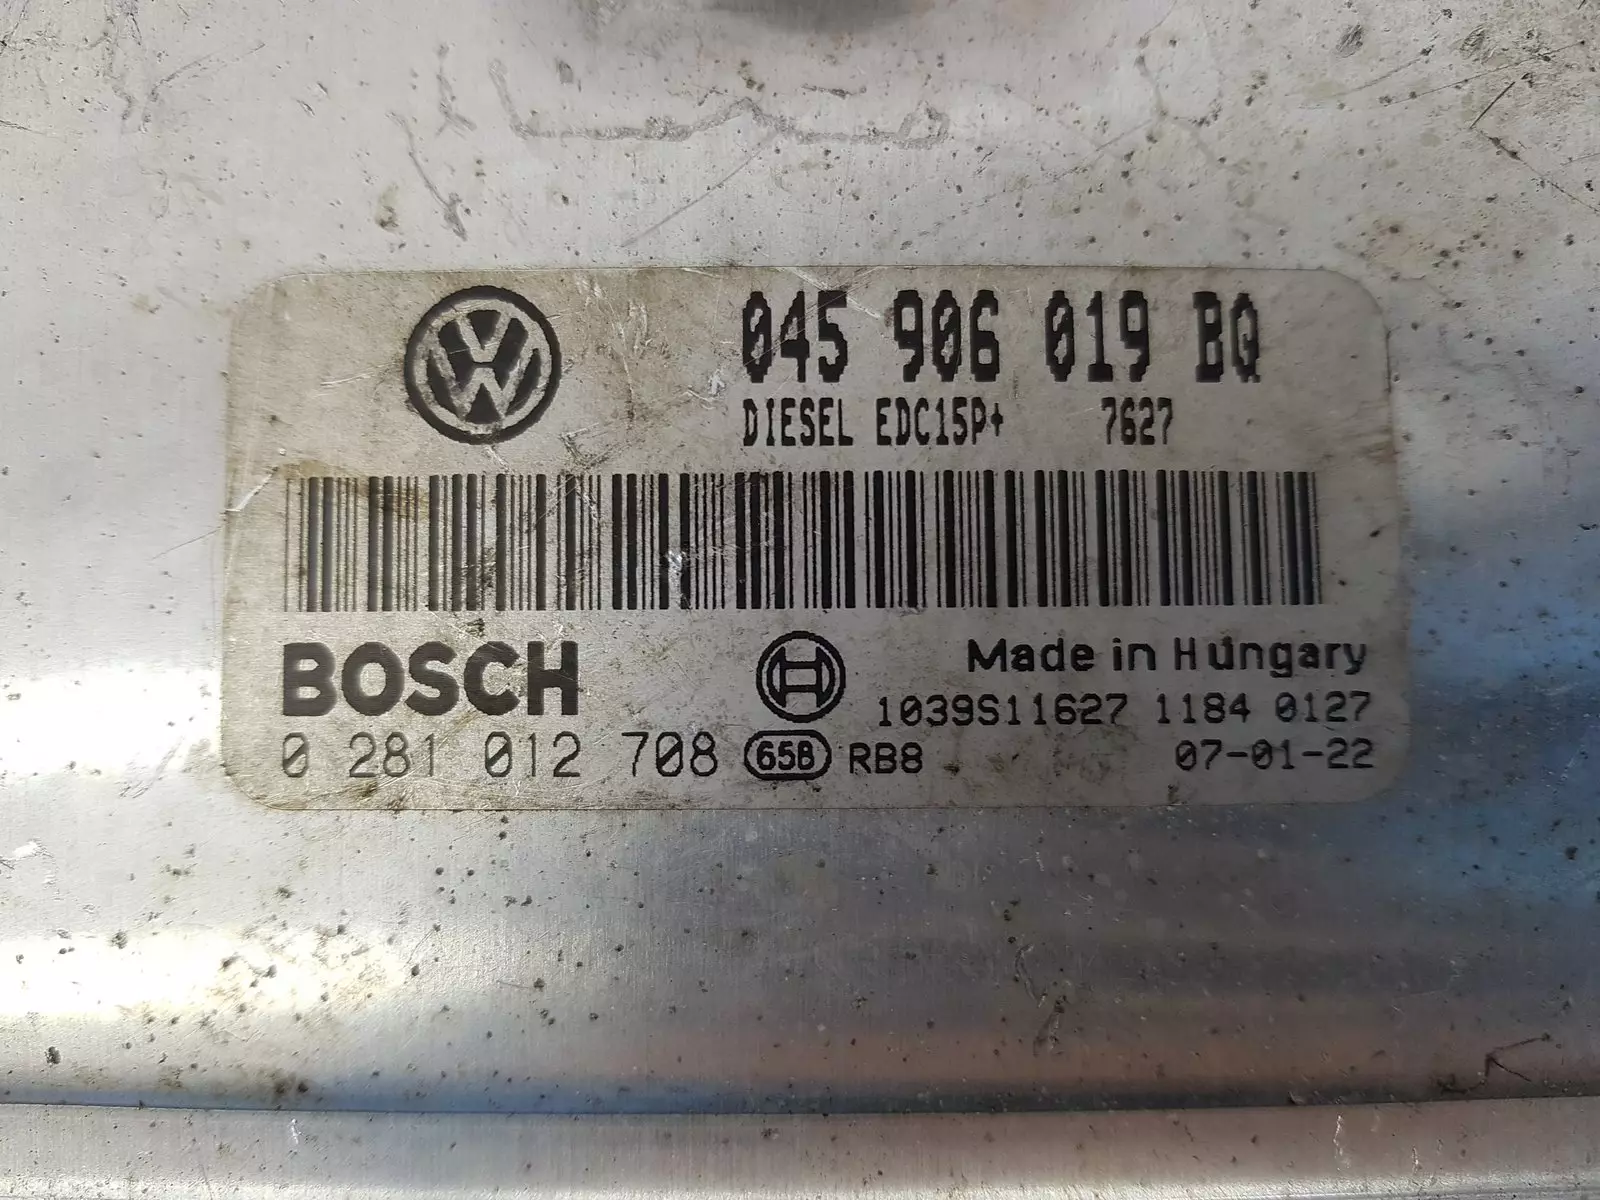 045 906 019 BQ
DIESEL EDC15P+ 7627
BOSCH
Made in Hungary
1039S11627 1184 0127
0 281 012 708 65B RB8 07-01-22